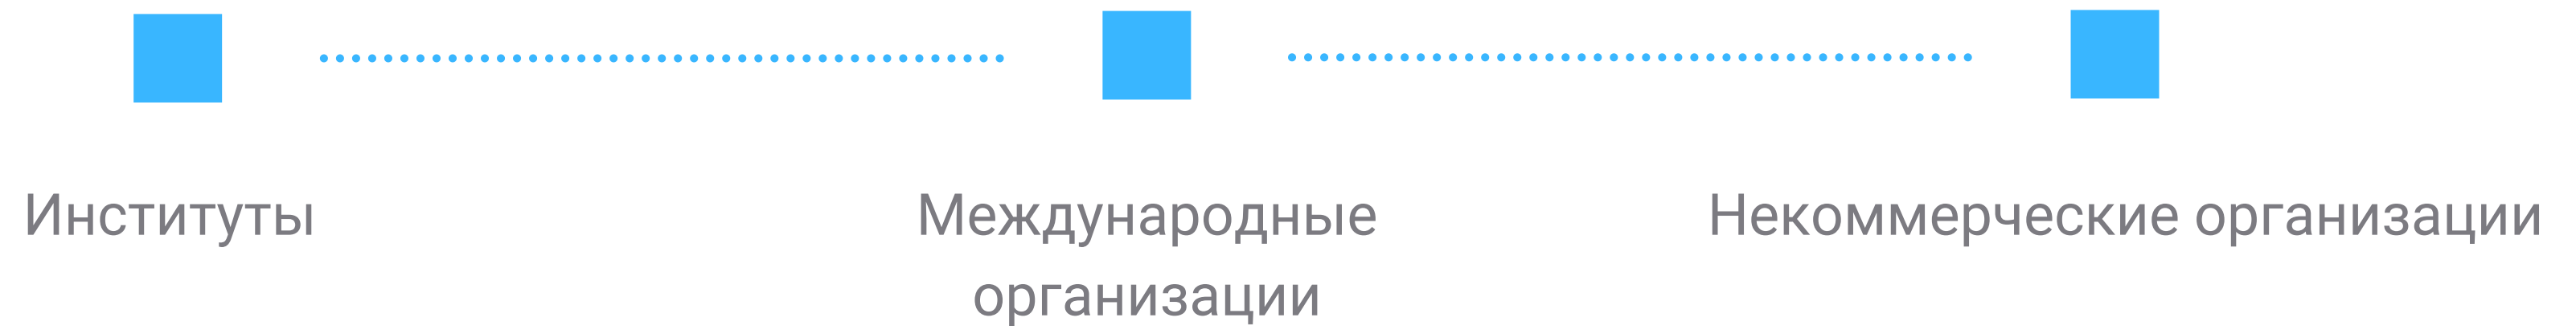 Институты
Международные
организации
Некоммерческие организации